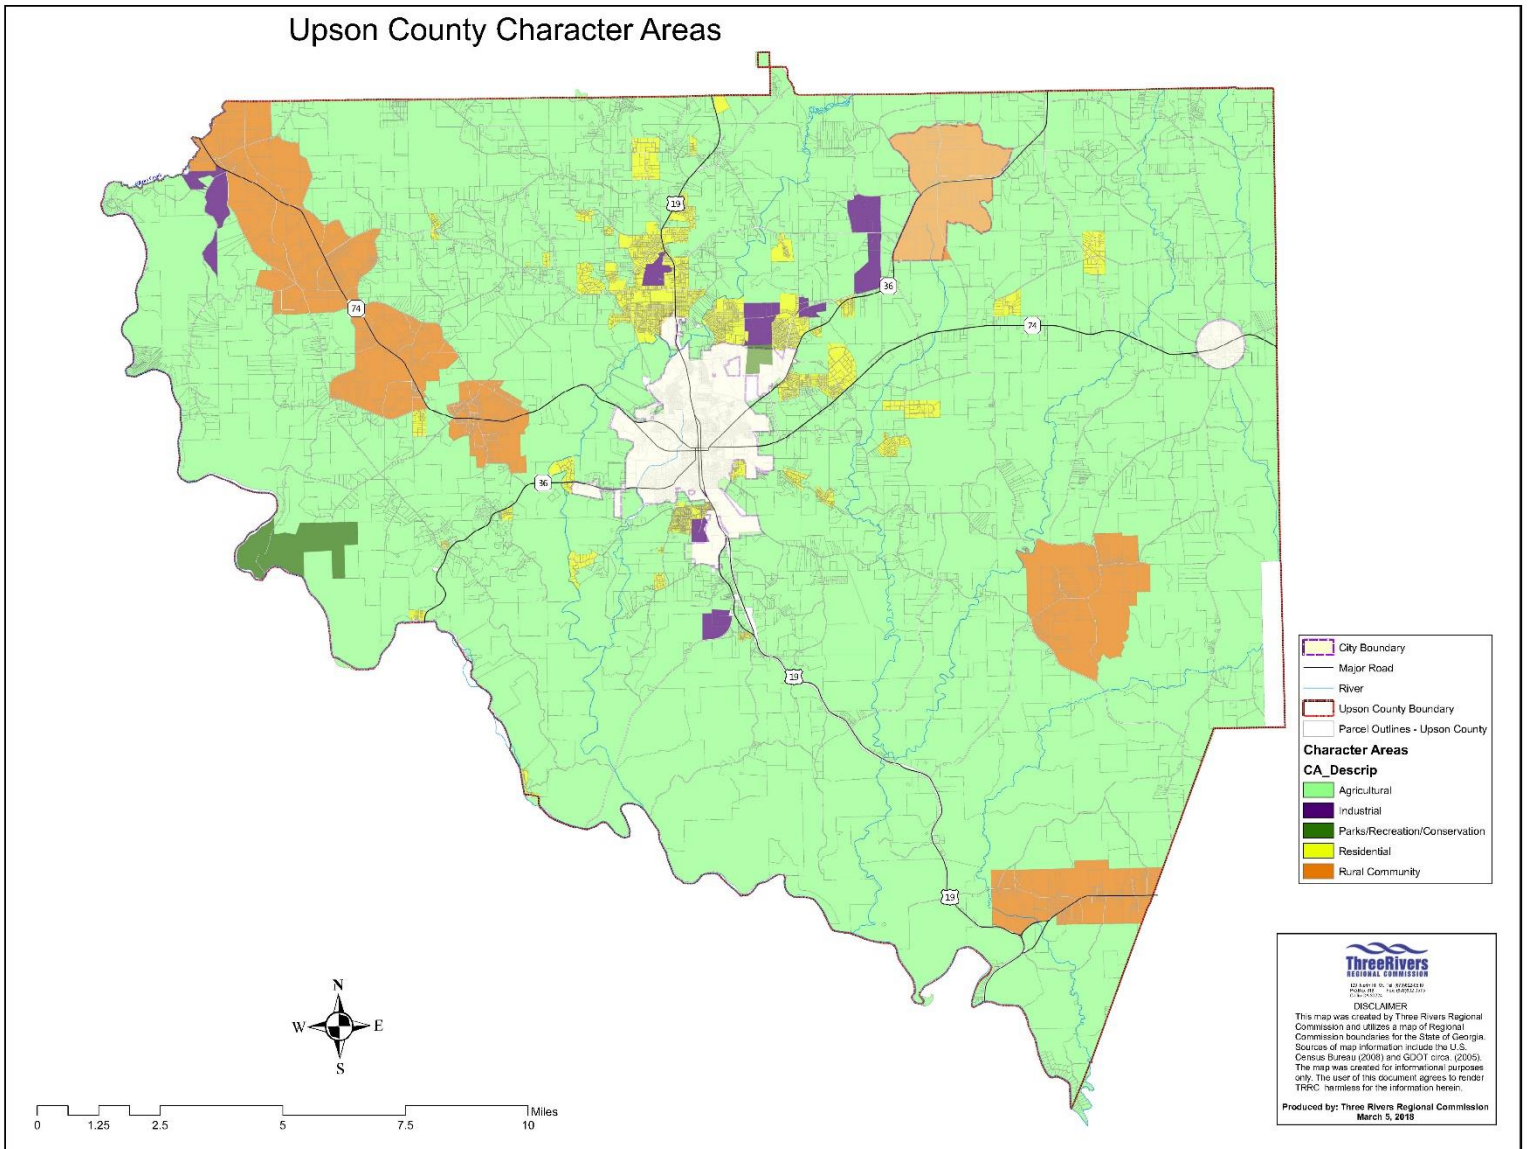 Upson County Character Areas
19
36
74
74
74
36
19
19
City Boundary
Major Road
River
Upson County Boundary
Parcel Outlines - Upson County
Character Areas
CA_Descrip
Agricultural
Industrial
Parks/Recreation/Conservation
Residential
Rural Community
ThreeRivers
REGIONAL COMMISSION
DISCLAIMER
This map was created by Three Rivers Regional
Commission and utilizes a map of Regional
Commission boundaries for the State of Georgia.
Sources of map information include the U.S.
Census Bureau (2008) and GDOT circa. (2005).
The map was created for informational purposes
only. The user of this document agrees to render
TRRC harmless for the information herein.
Produced by: Three Rivers Regional Commission
March 5, 2018
N
W E
S
Miles
0 1.25 2.5 5 7.5 10